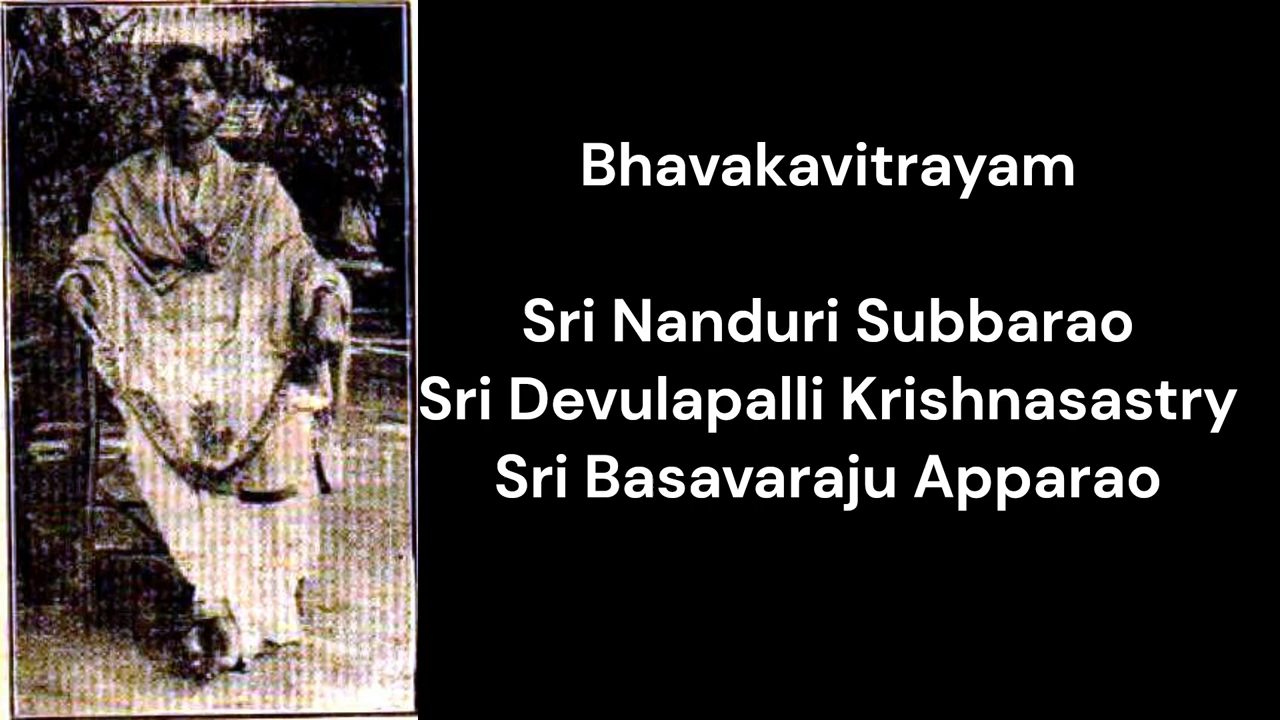 Bhavakavitrayam
Sri Nanduri Subbarao
Sri Devulapalli Krishnasastry
Sri Basavaraju Apparao